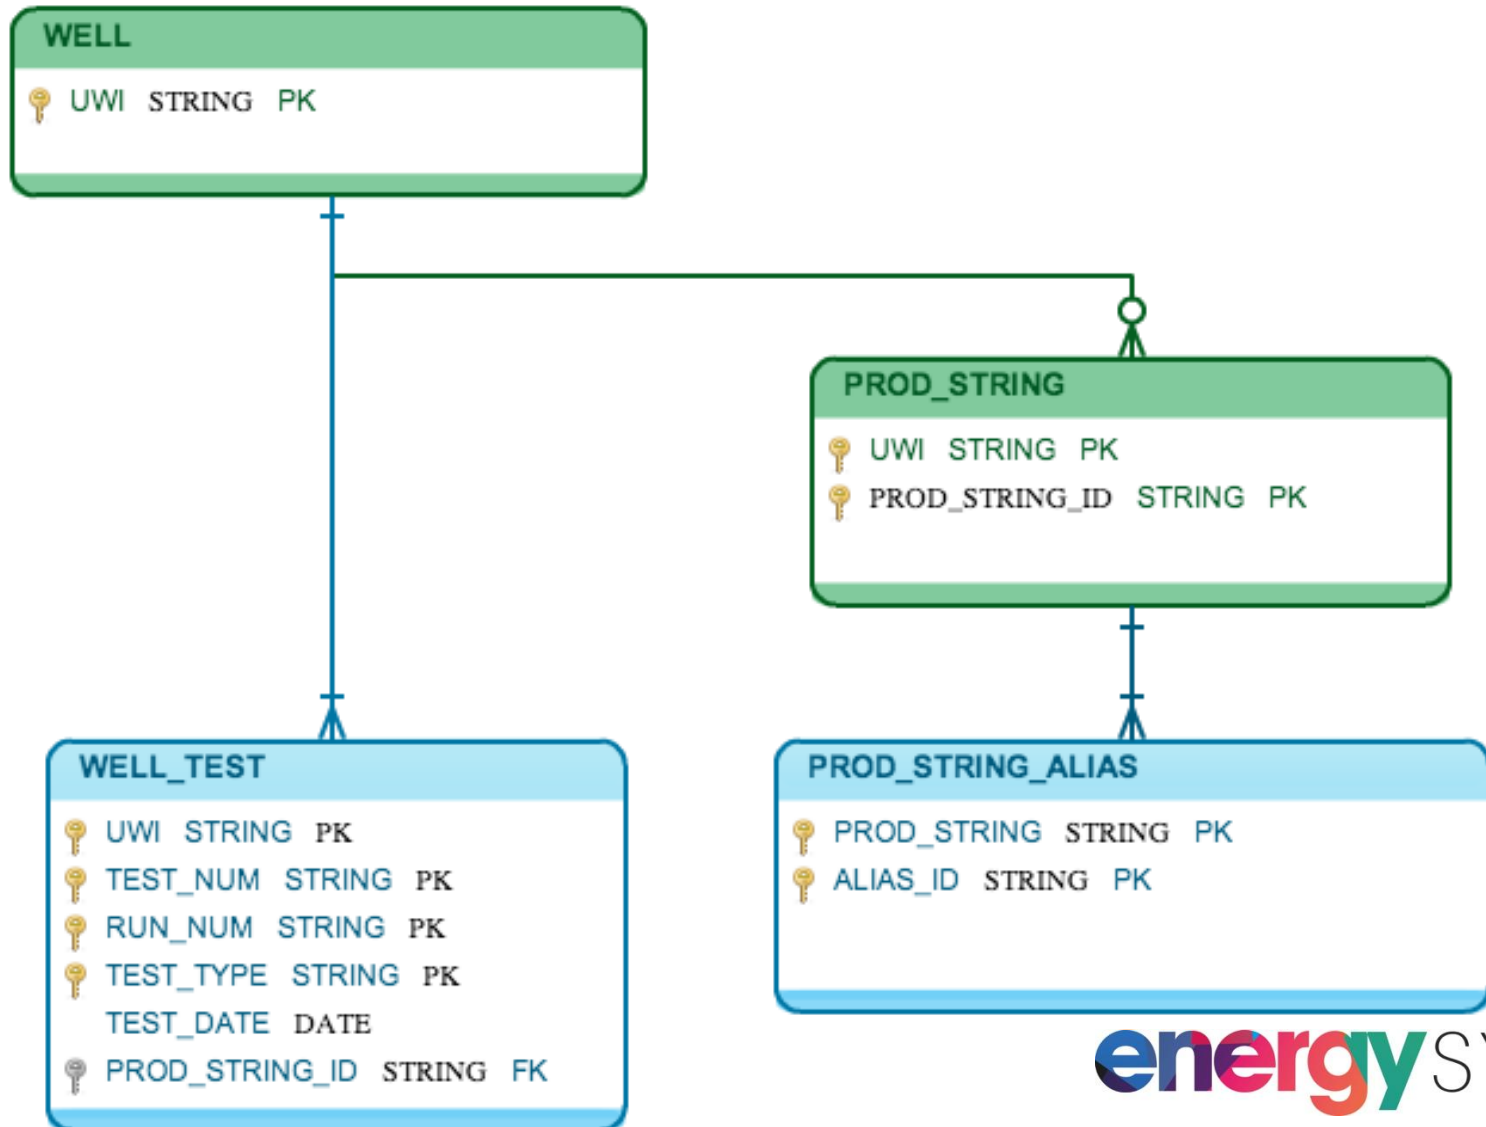 WELL
UWI STRING PK
PROD_STRING
UWI STRING PK
PROD_STRING_ID STRING PK
WELL_TEST
UWI STRING PK
TEST_NUM STRING PK
RUN_NUM STRING PK
TEST_TYPE STRING PK
TEST_DATE DATE
PROD_STRING_ID STRING FK
PROD_STRING_ALIAS
PROD_STRING STRING PK
ALIAS_ID STRING PK
energy